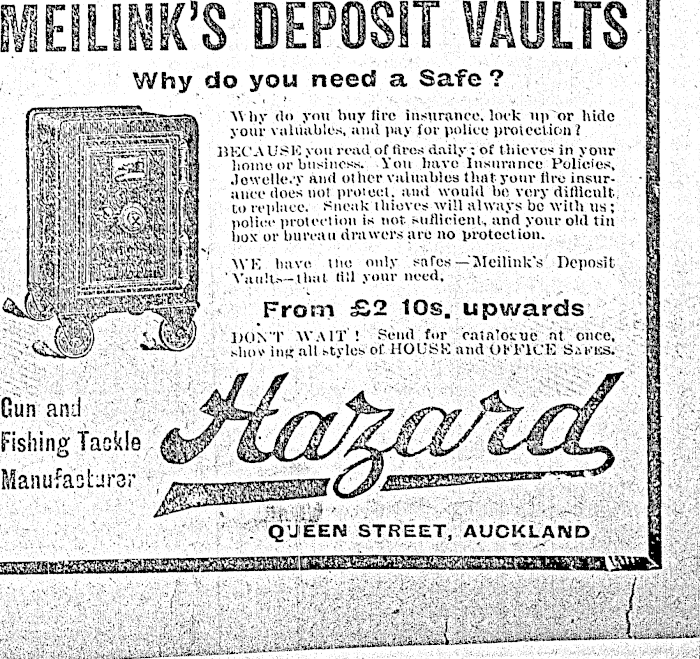 MEILINK'S DEPOSIT VAULTS
Why do you need a Safe?
Why do you buy fire insurance, lock up or hide
your valuables, and pay for police protection?
BECAUSE you read of fires daily; of thieves in your
home or business. You have Insurance Policies,
Jewellery and other valuables that your fire insur-
ance does not protect, and would be very difficult
to replace. Sneak thieves will always be with us;
police protection is not sufficient, and your old tin
box or bureau drawers are no protection.
WE have the only safes—Meilink's Deposit
Vaults—that fill your need.
From £2 10s. upwards
DON'T WAIT! Send for catalogue at once,
showing all styles of HOUSE and OFFICE SAFES.
Gun and
Fishing Tackle
Manufacturer
Hazard
QUEEN STREET, AUCKLAND